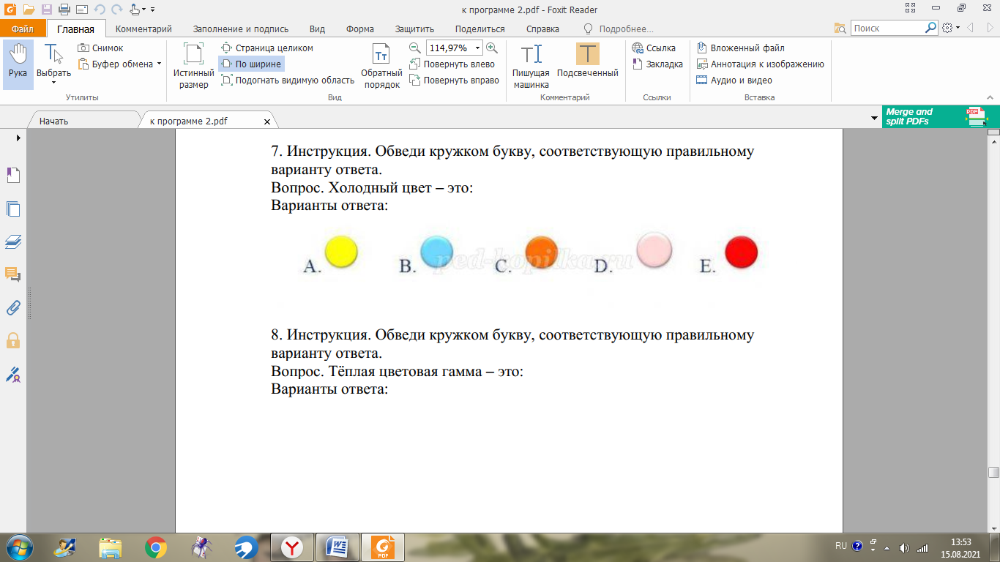 к программе 2.pdf - Foxit Reader
Файл Главная Комментарий Заполнение и подпись Вид Форма Защитить Поделиться Справка Подробнее... Поиск
Рука
Выбрать
Снимок
Буфер обмена
Утилиты
Истинный размер
Страница целиком
По ширине
Подогнать видимую область
Обратный порядок
114,97%
Повернуть влево
Повернуть вправо
Вид
Пишущая машинка
Подсвеченный
Комментарий
Ссылка
Закладка
Ссылки
Вложенный файл
Аннотация к изображению
Аудио и видео
Вставка
Начать
к программе 2.pdf
Merge and
split PDFs
PDF
7. Инструкция. Обведи кружком букву, соответствующую правильному
варианту ответа.
Вопрос. Холодный цвет – это:
Варианты ответа:
A. B. C. D. E.
ped-kopilka.ru
8. Инструкция. Обведи кружком букву, соответствующую правильному
варианту ответа.
Вопрос. Тёплая цветовая гамма – это:
Варианты ответа:
RU
13:53
15.08.2021
PDF